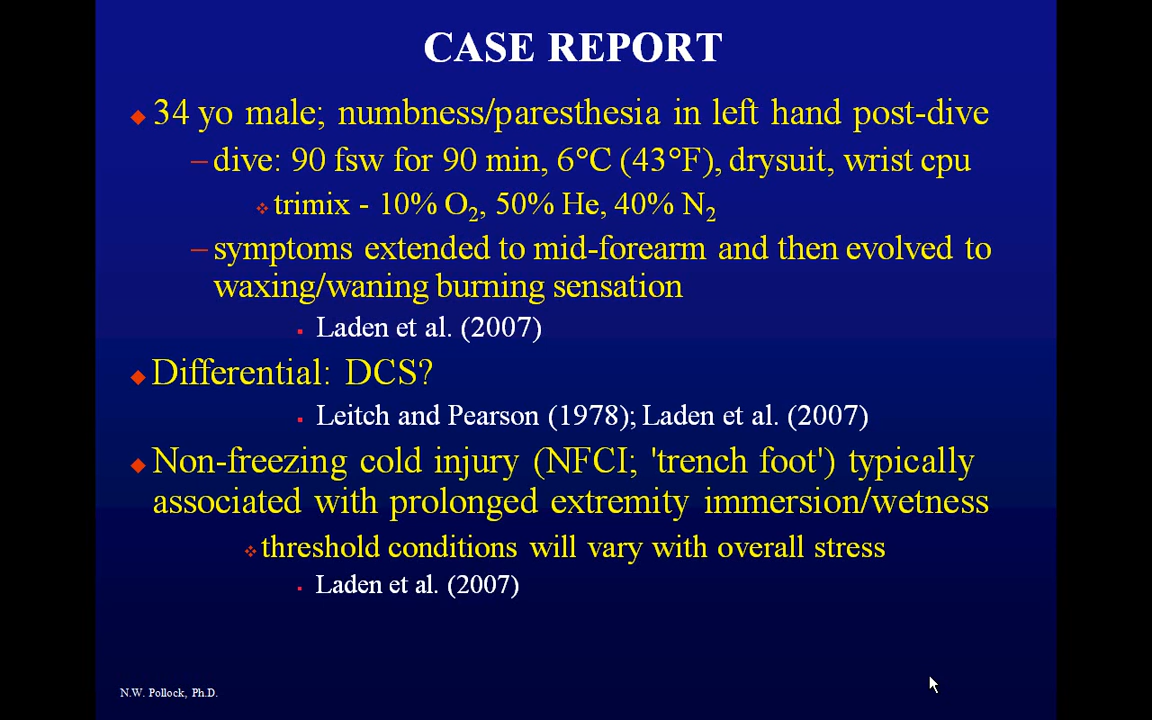 CASE REPORT
34 yo male; numbness/paresthesia in left hand post-dive
–dive: 90 fsw for 90 min, 6°C (43°F), drysuit, wrist cpu
trimix - 10% O₂, 50% He, 40% N₂
–symptoms extended to mid-forearm and then evolved to
waxing/waning burning sensation
Laden et al. (2007)
Differential: DCS?
Leitch and Pearson (1978); Laden et al. (2007)
Non-freezing cold injury (NFCI; 'trench foot') typically
associated with prolonged extremity immersion/wetness
threshold conditions will vary with overall stress
Laden et al. (2007)
N.W. Pollock, Ph.D.